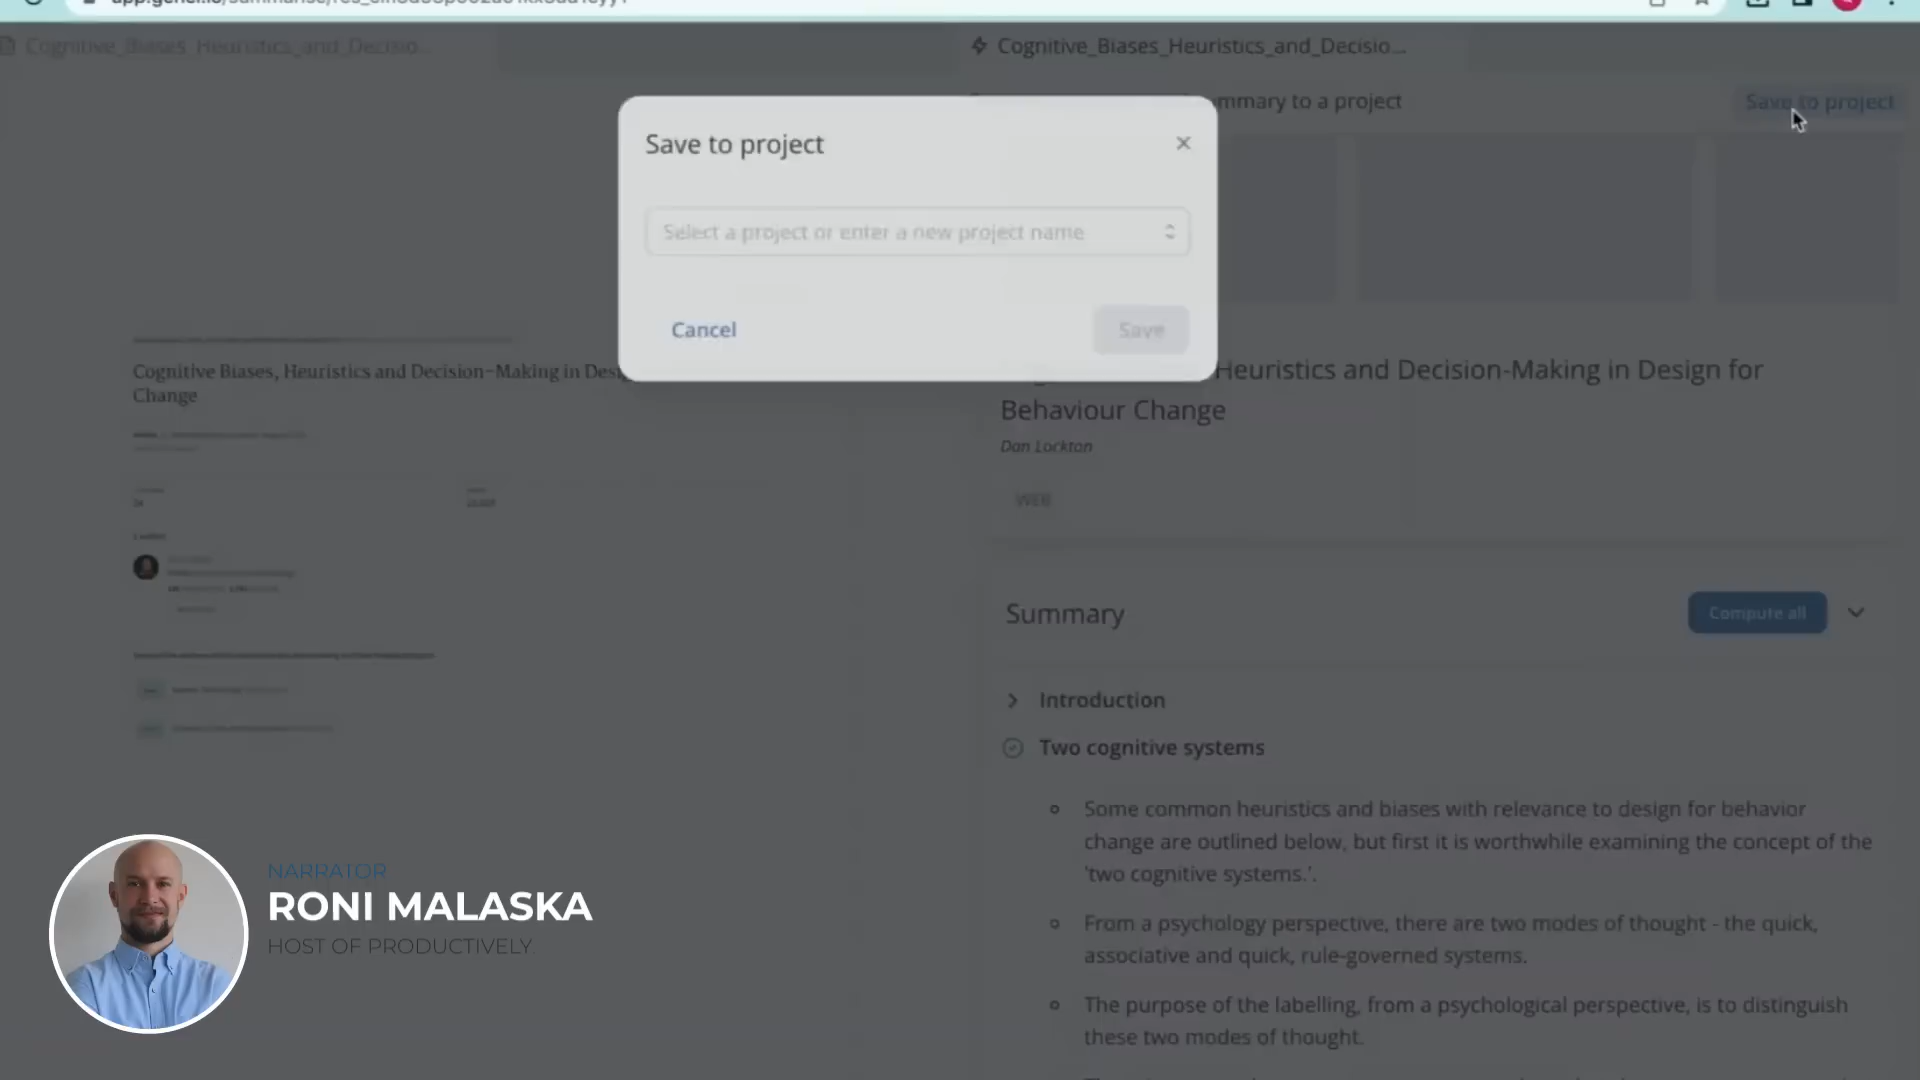 Cognitive_Biases_Heuristics_and_Decisio...
Cognitive_Biases_Heuristics_and_Decisio...
mmary to a project
Save to project
Save to project
Select a project or enter a new project name
Cancel
Save
Cognitive Biases, Heuristics and Decision-Making in Desig
Change
Heuristics and Decision-Making in Design for
Behaviour Change
Dan Lockton
WEB
Summary
Compute all
Introduction
Two cognitive systems
Some common heuristics and biases with relevance to design for behavior
change are outlined below, but first it is worthwhile examining the concept of the
'two cognitive systems.'.
From a psychology perspective, there are two modes of thought - the quick,
associative and quick, rule-governed systems.
The purpose of the labelling, from a psychological perspective, is to distinguish
these two modes of thought.
NARRATOR
RONI MALASKA
HOST OF PRODUCTIVELY.